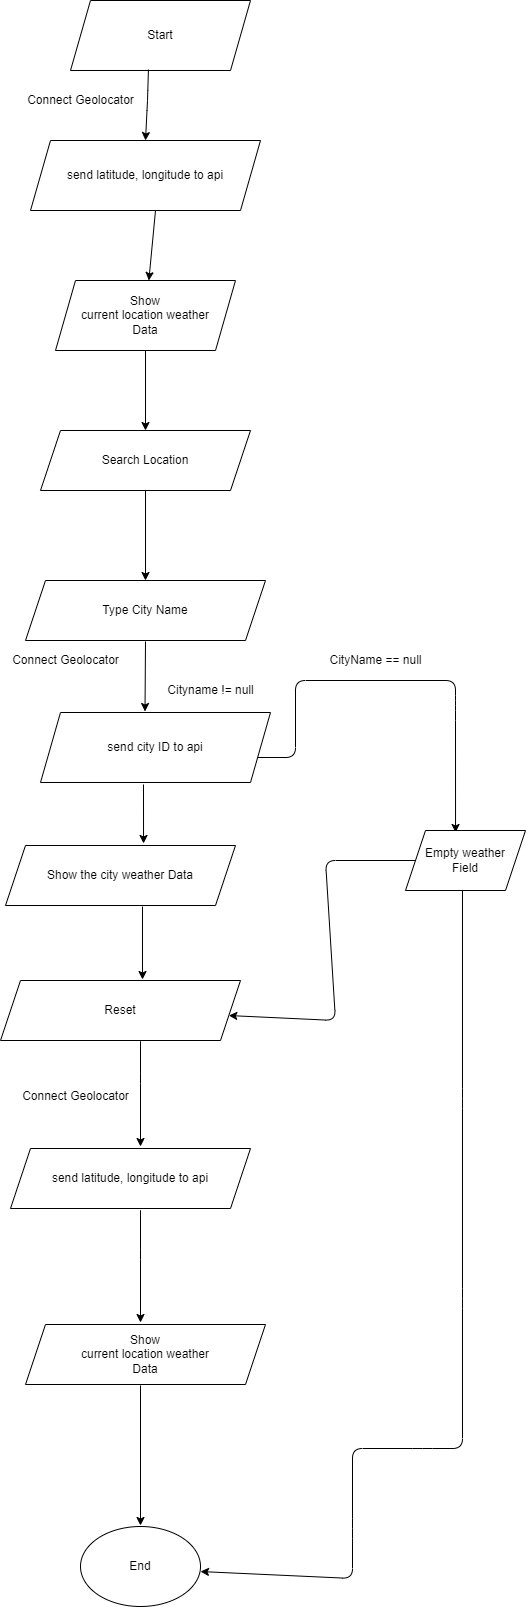 Start
Connect Geolocator
send latitude, longitude to api
Show
current location weather
Data
Search Location
Type City Name
Connect Geolocator
CityName == null
Cityname != null
send city ID to api
Empty weather
Field
Show the city weather Data
Reset
Connect Geolocator
send latitude, longitude to api
Show
current location weather
Data
End